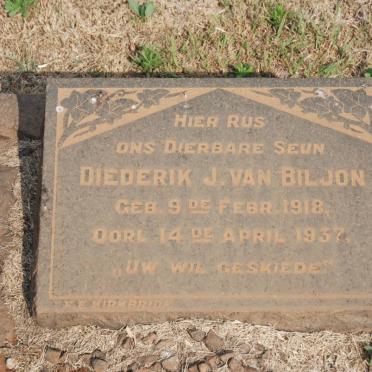 HIER RUS
ONS DIERBARE SEUN
DIEDERIK J. VAN BILJON
GEB. 9 DE FEBR. 1918.
OORL. 14 DE APRIL 1937.
„UW WIL GESKIEDE"